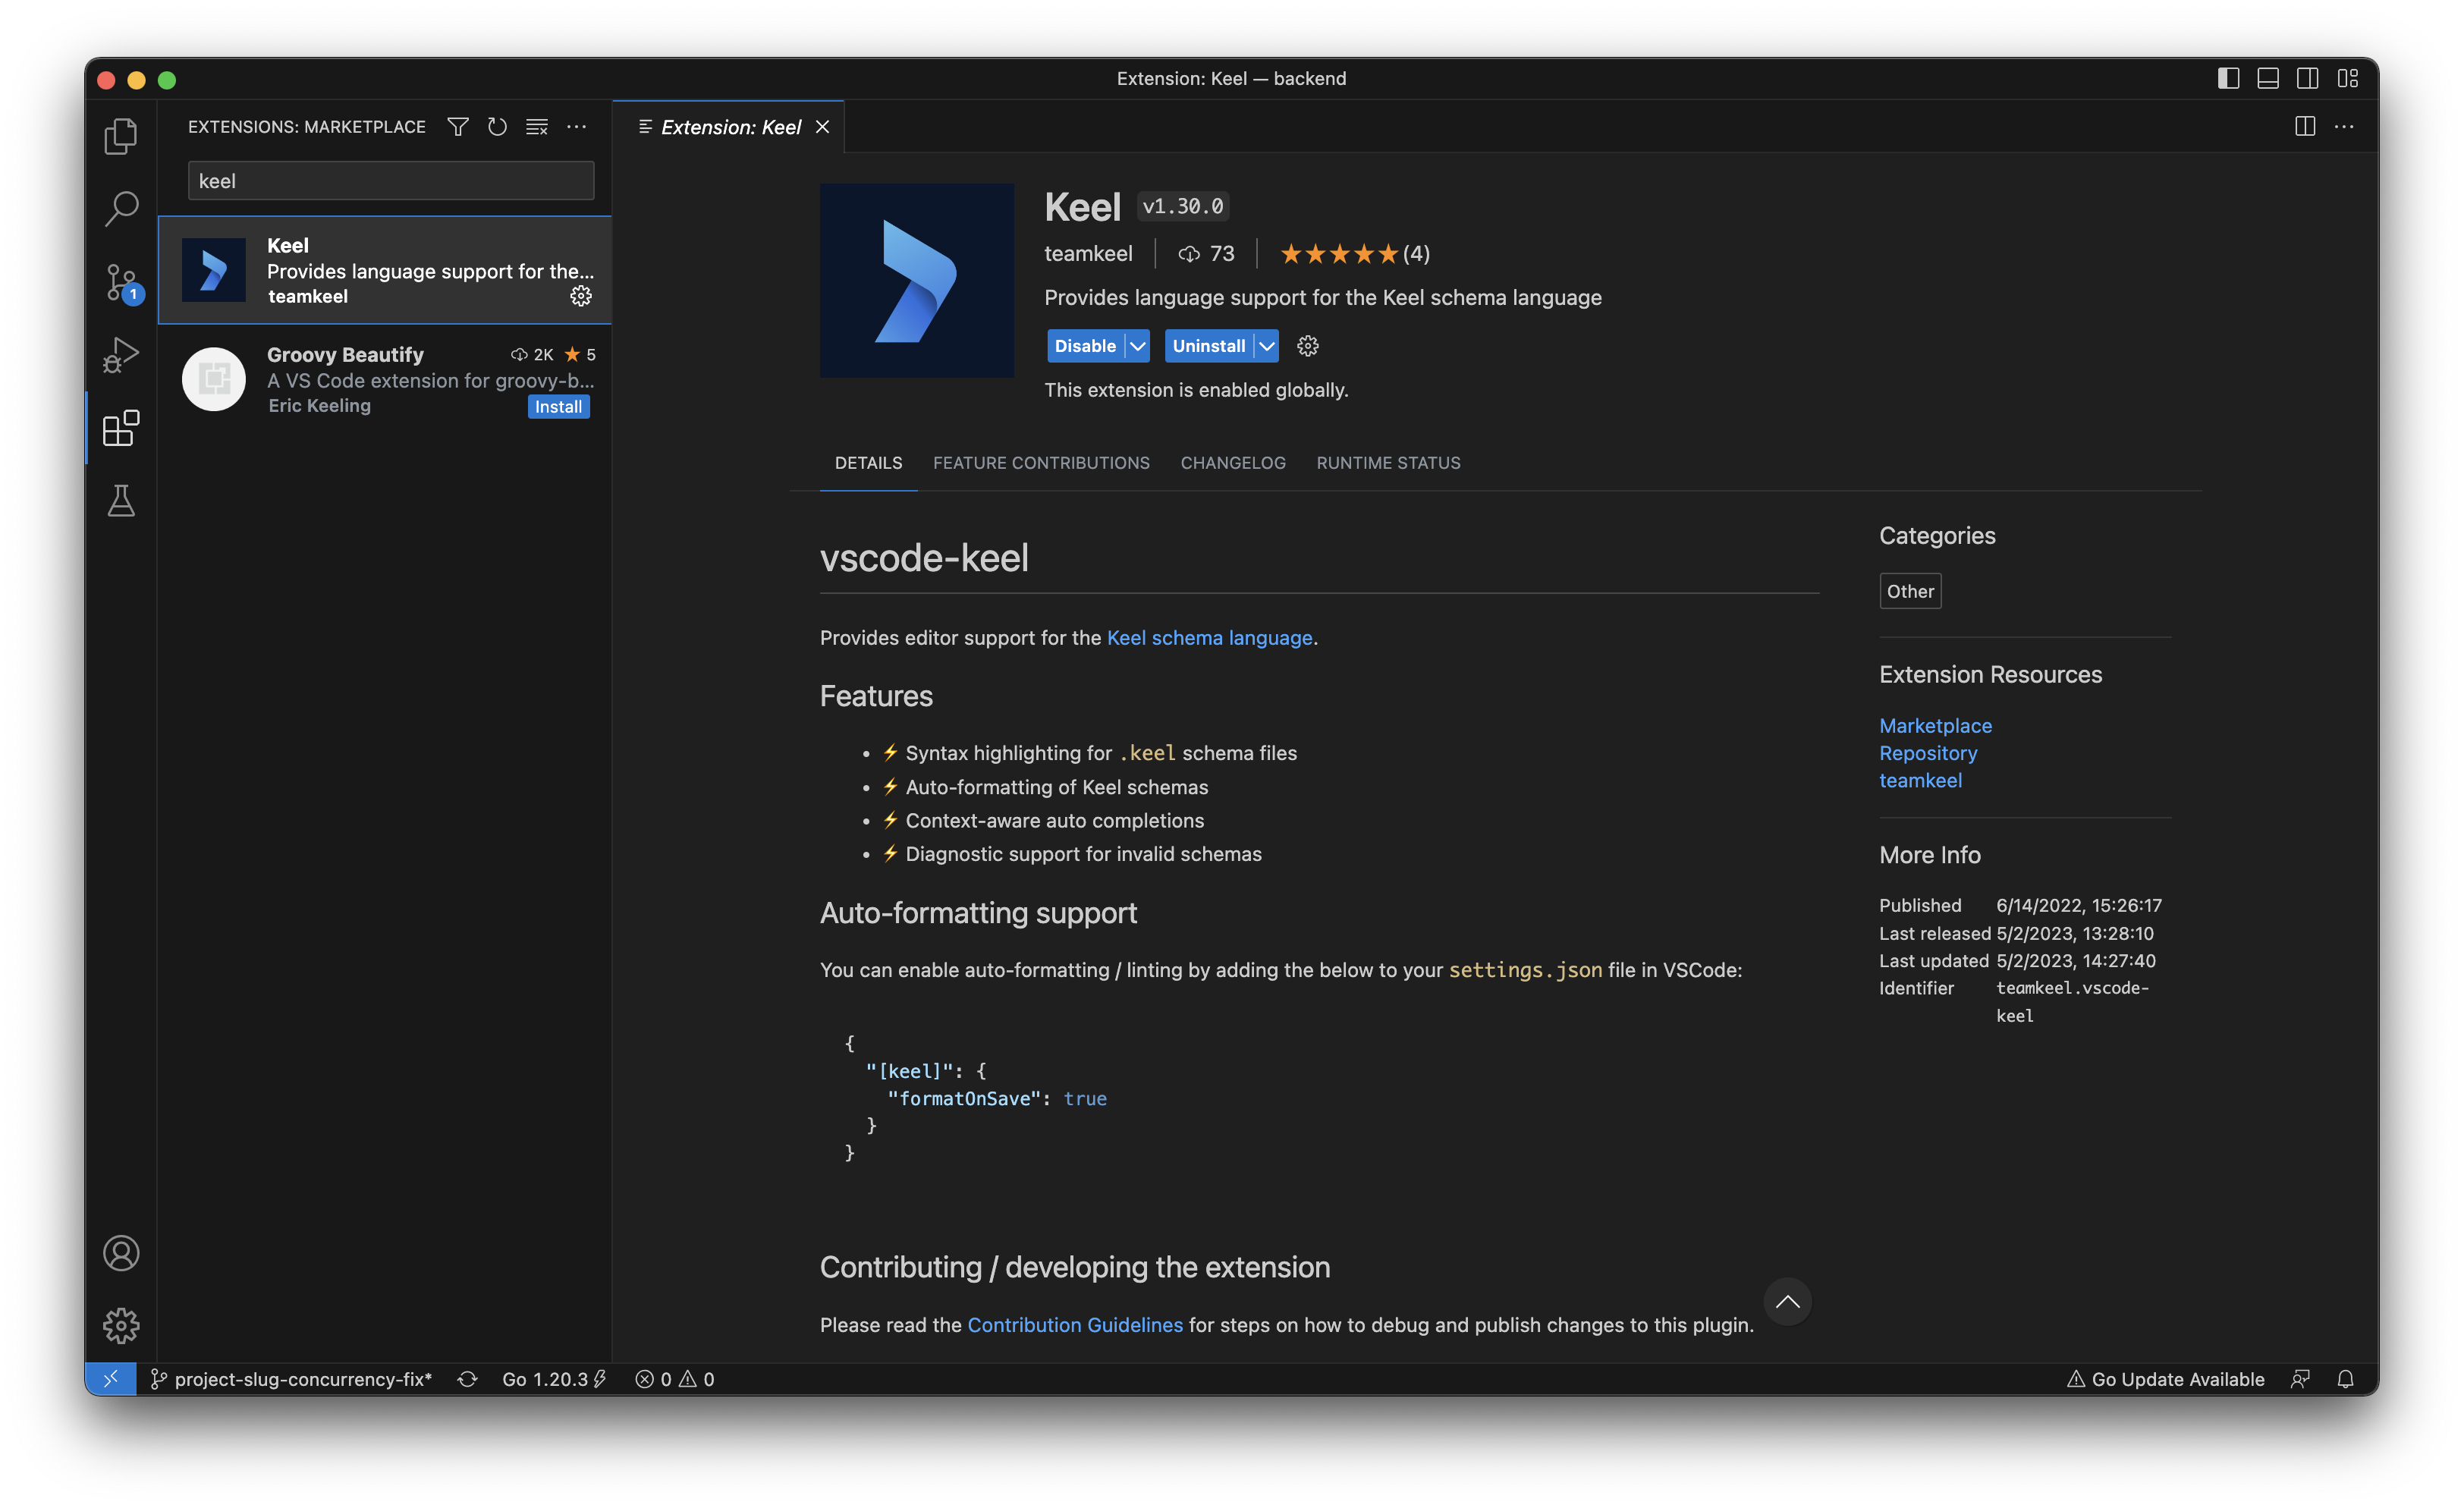 Extension: Keel — backend
EXTENSIONS: MARKETPLACE
keel
Keel
Provides language support for the...
teamkeel
Groovy Beautify 2K 5
A VS Code extension for groovy-b...
Eric Keeling Install
Extension: Keel
Keel v1.30.0
teamkeel 73 (4)
Provides language support for the Keel schema language
Disable Uninstall
This extension is enabled globally.
DETAILS FEATURE CONTRIBUTIONS CHANGELOG RUNTIME STATUS
vscode-keel
Provides editor support for the Keel schema language.
Features
• ⚡ Syntax highlighting for .keel schema files
• ⚡ Auto-formatting of Keel schemas
• ⚡ Context-aware auto completions
• ⚡ Diagnostic support for invalid schemas
Auto-formatting support
You can enable auto-formatting / linting by adding the below to your settings.json file in VSCode:
{
"[keel]": {
"formatOnSave": true
}
}
Contributing / developing the extension
Please read the Contribution Guidelines for steps on how to debug and publish changes to this plugin.
Categories
Other
Extension Resources
Marketplace
Repository
teamkeel
More Info
Published 6/14/2022, 15:26:17
Last released 5/2/2023, 13:28:10
Last updated 5/2/2023, 14:27:40
Identifier teamkeel.vscode-
keel
1
project-slug-concurrency-fix* Go 1.20.3 0 0 Go Update Available